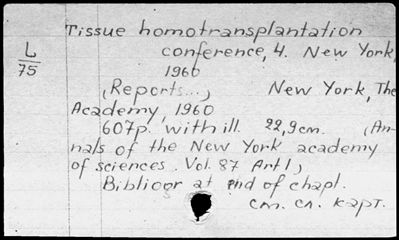 Tissue homotransplantation
L
75
conference, 4. New York,
1960
(Reports...) New York, The
Academy, 1960
607p. with ill. 22,9cm. (An-
nals of the New York academy
of sciences. Vol. 87 Art 1)
Bibliogr at end of chapt.
см. сл. карт.